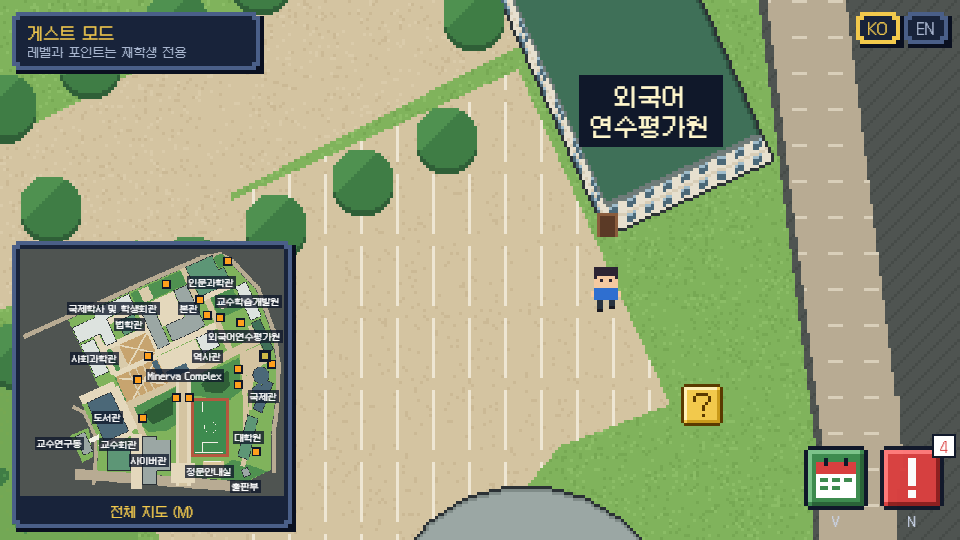 게스트 모드
레벨과 포인트는 재학생 전용
KO
EN
외국어
연수평가원
?
인문과학관
국제학사 및 학생회관
본관
교수학습개발원
법학관
외국어연수평가원
사회과학관
역사관
Minerva Complex
국제관
도서관
대학원
교수연구동
교수회관
사이버관
정문안내실
출판부
전체 지도 (M)
4
!
V
N